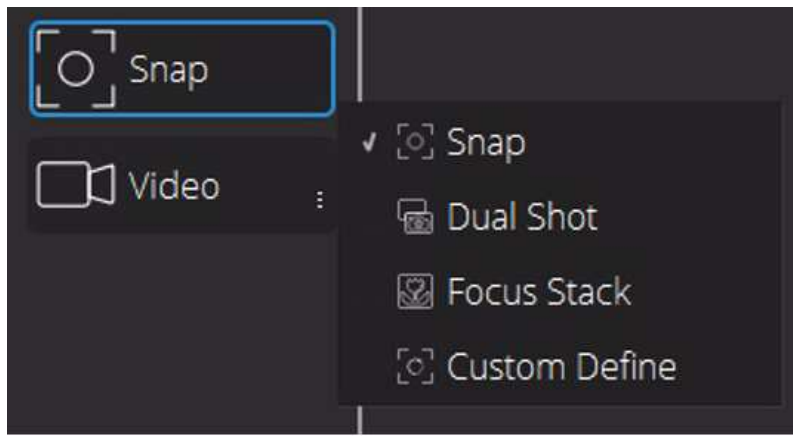 Snap
Video
Snap
Dual Shot
Focus Stack
Custom Define